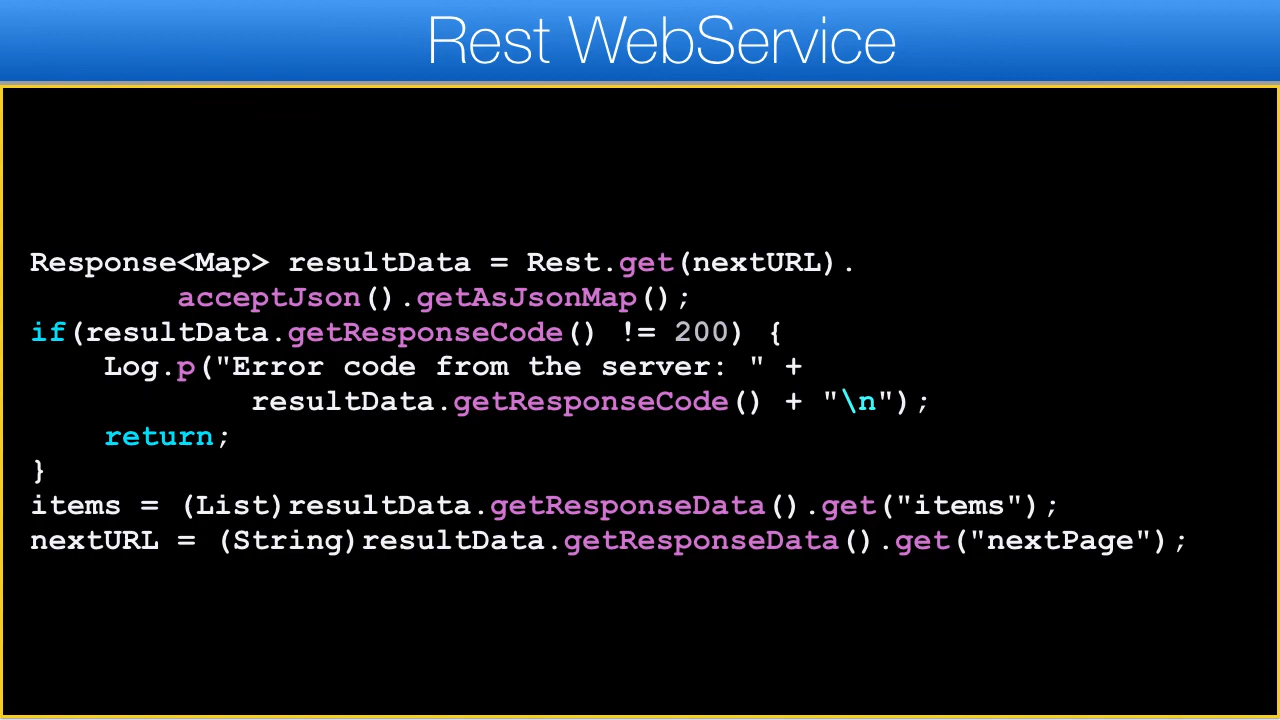 Rest WebService
Response<Map> resultData = Rest.get(nextURL).
        acceptJson().getAsJsonMap();
if(resultData.getResponseCode() != 200) {
    Log.p("Error code from the server: " +
            resultData.getResponseCode() + "\n");
    return;
}
items = (List)resultData.getResponseData().get("items");
nextURL = (String)resultData.getResponseData().get("nextPage");